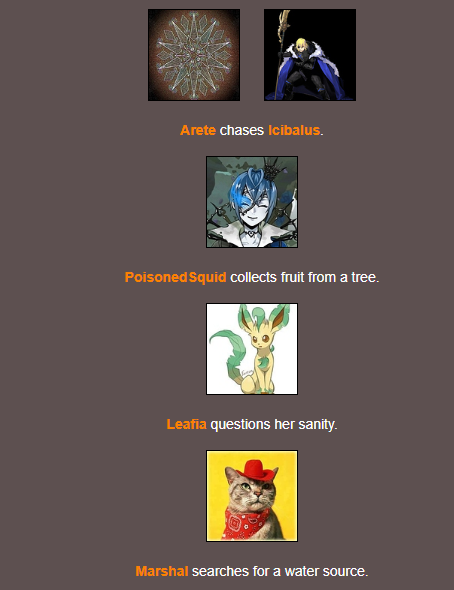 Arete chases Icibalus.
PoisonedSquid collects fruit from a tree.
Leafia questions her sanity.
Marshal searches for a water source.